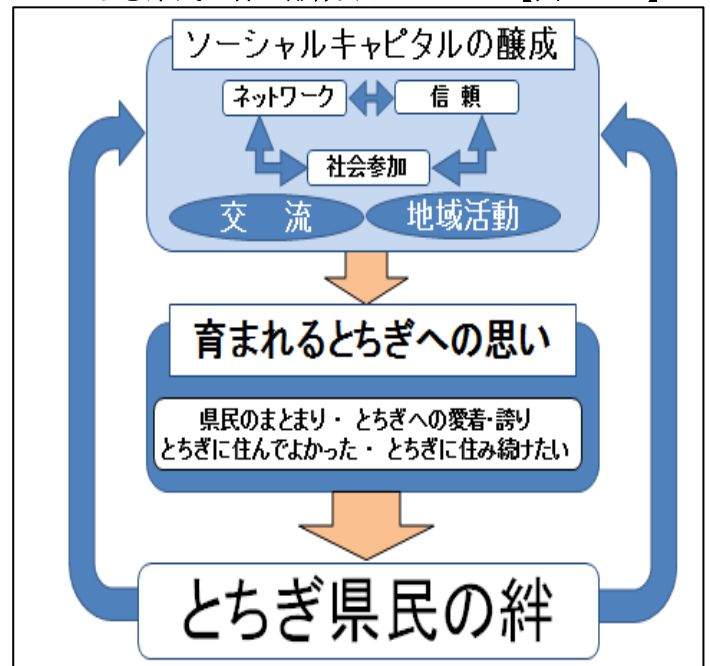 ソーシャルキャピタルの醸成
ネットワーク
信頼
社会参加
交 流
地域活動
育まれるとちぎへの思い
県民のまとまり・とちぎへの愛着・誇り
とちぎに住んでよかった・とちぎに住み続けたい
とちぎ県民の絆